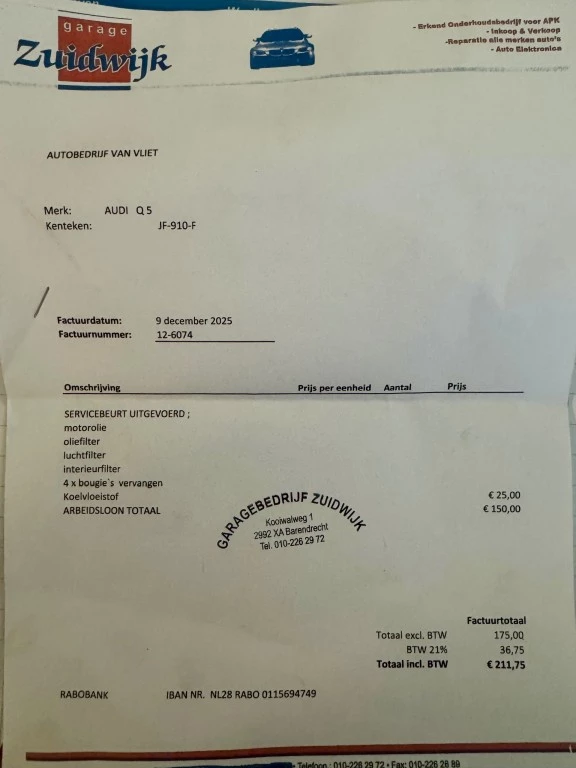 garage
Zuidwijk
- Erkend Onderhoudsbedrijf voor APK
- Inkoop & Verkoop
-Reparatie alle merken auto's
- Auto Elektronica
AUTOBEDRIJF VAN VLIET
Merk: AUDI Q5
Kenteken: JF-910-F
Factuurdatum: 9 december 2025
Factuurnummer: 12-6074
Omschrijving Prijs per eenheid Aantal Prijs
SERVICEBEURT UITGEVOERD ;
motorolie
oliefilter
luchtfilter
interieurfilter
4 x bougie`s vervangen
Koelvloeistof € 25,00
ARBEIDSLOON TOTAAL € 150,00
GARAGEBEDRIJF ZUIDWIJK
Kooiwalweg 1
2992 XA Barendrecht
Tel. 010-226 29 72
Factuurtotaal
Totaal excl. BTW 175,00
BTW 21% 36,75
Totaal incl. BTW € 211,75
RABOBANK IBAN NR. NL28 RABO 0115694749
Telefoon : 010-226 29 72 • Fax: 010-226 26 80